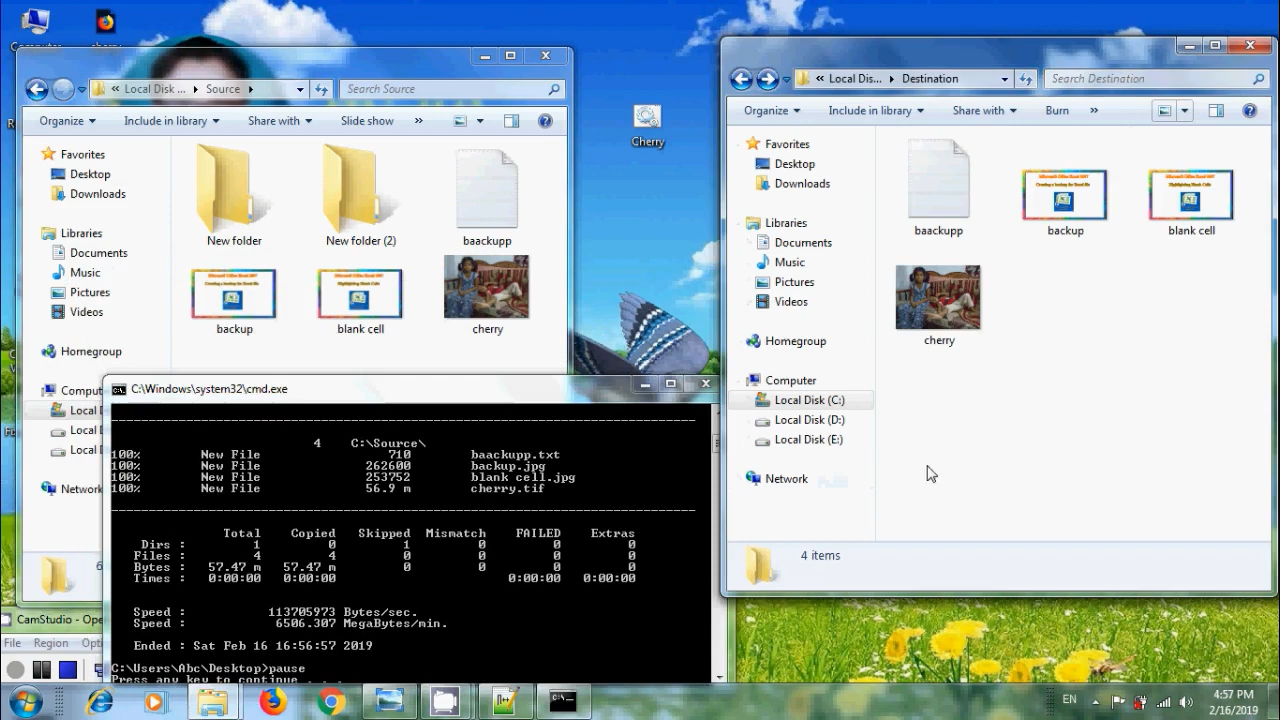 Local Disk ... Source
Search Source
Organize Include in library Share with Slide show »
Favorites
Desktop
Downloads
Libraries
Documents
Music
Pictures
Videos
Homegroup
Local
Local
Local
Network
New folder
New folder (2)
baackupp
backup
blank cell
cherry
Cherry
Local Dis... Destination
Search Destination
Organize Include in library Share with Burn »
Favorites
Desktop
Downloads
Libraries
Documents
Music
Pictures
Videos
Homegroup
Computer
Local Disk (C:)
Local Disk (D:)
Local Disk (E:)
Network
baackupp
backup
blank cell
cherry
4 items
C:\Windows\system32\cmd.exe
4 C:\Source\
100% New File 710 baackupp.txt
100% New File 262600 backup.jpg
100% New File 253752 blank cell.jpg
100% New File 56.9 m cherry.tif
Total Copied Skipped Mismatch FAILED Extras
Dirs : 1 0 1 0 0 0
Files : 4 4 0 0 0 0
Bytes : 57.47 m 57.47 m 0 0 0 0
Times : 0:00:00 0:00:00 0:00:00 0:00:00
Speed : 113705973 Bytes/sec.
Speed : 6506.307 MegaBytes/min.
Ended : Sat Feb 16 16:56:57 2019
C:\Users\Abc\Desktop>pause
Press any key to continue . . .
CamStudio - Ope
File Region Opti
EN
4:57 PM
2/16/2019